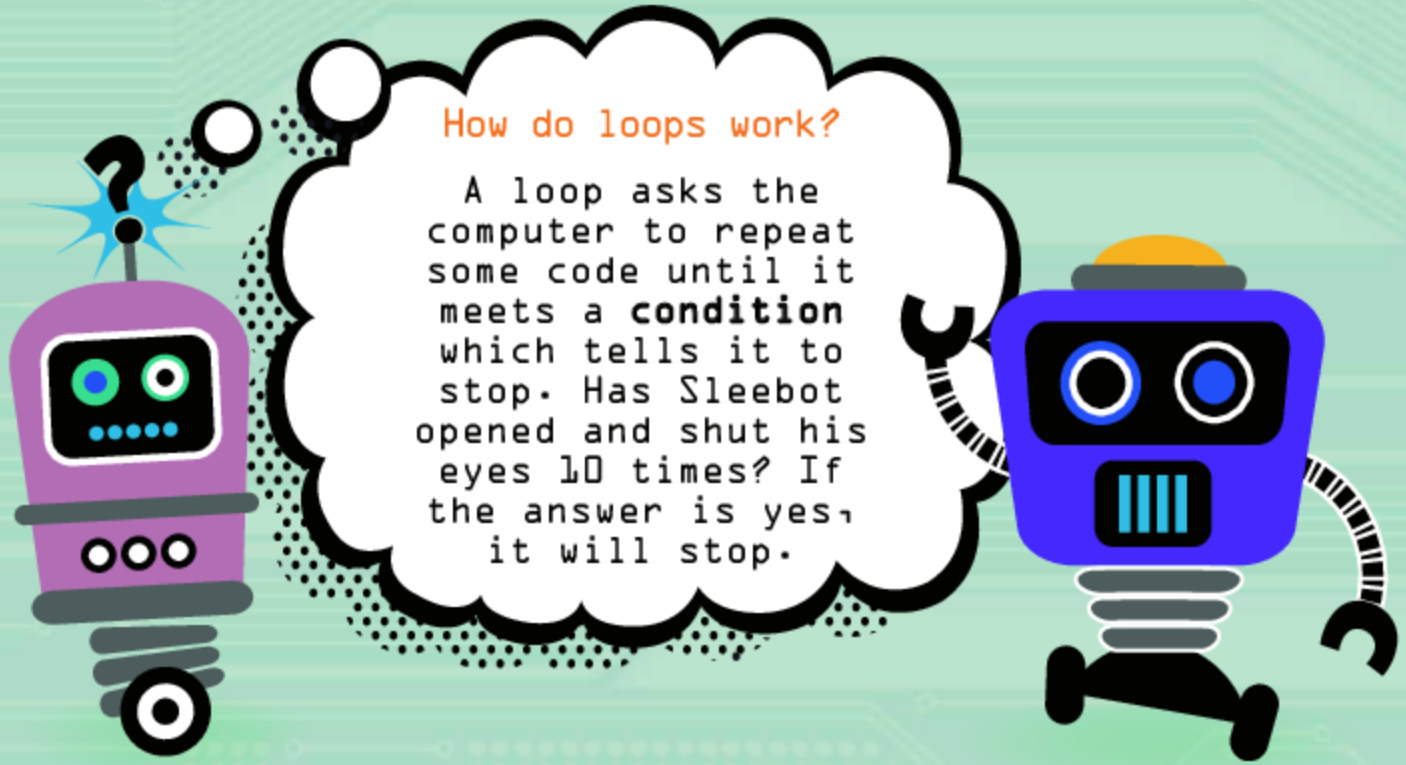 ?
How do loops work?
A loop asks the
computer to repeat
some code until it
meets a condition
which tells it to
stop. Has Sleebot
opened and shut his
eyes 10 times? If
the answer is yes,
it will stop.